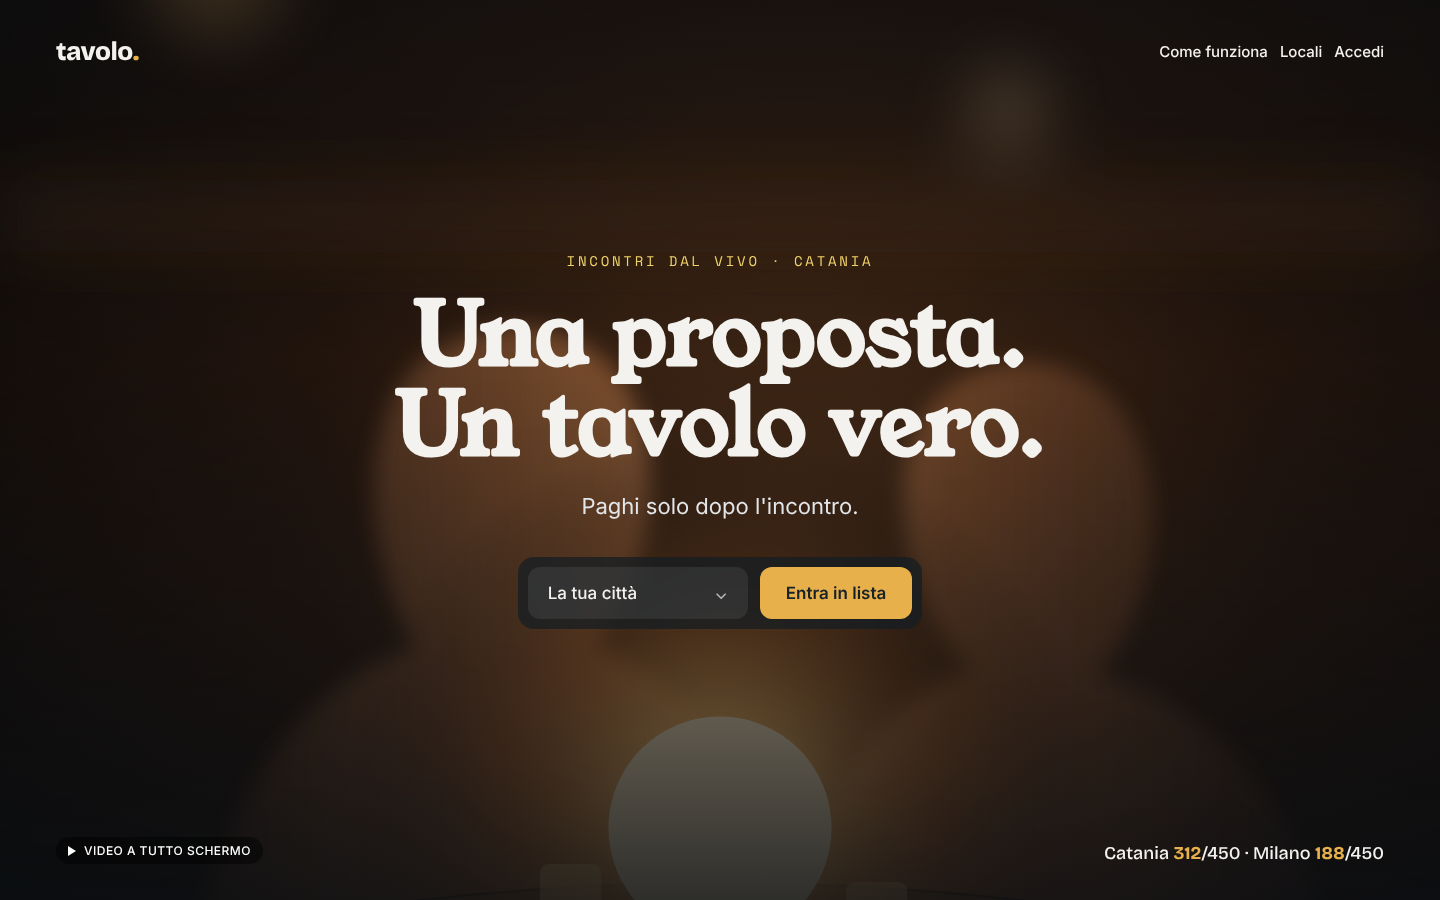 tavolo.
Come funziona Locali Accedi
INCONTRI DAL VIVO · CATANIA
Una proposta.
Un tavolo vero.
Paghi solo dopo l'incontro.
La tua città
Entra in lista
VIDEO A TUTTO SCHERMO
Catania 312/450 · Milano 188/450